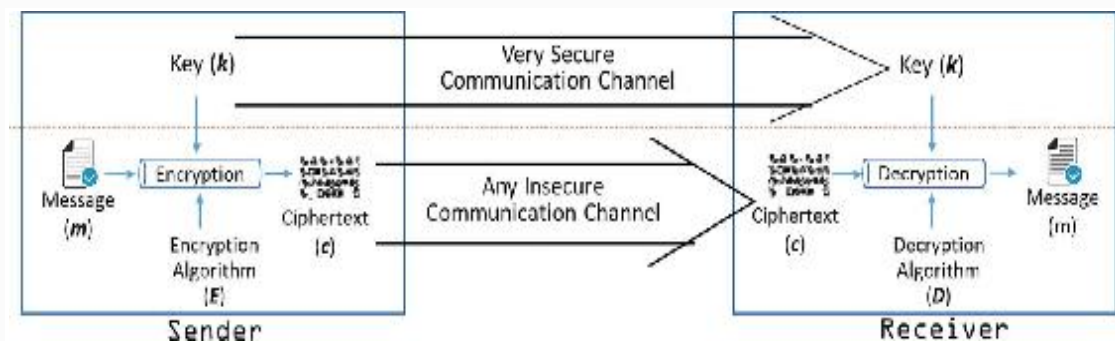 Key (k)
Very Secure
Communication Channel
Key (k)
Message
(m)
Encryption
Ciphertext
(c)
Encryption
Algorithm
(E)
Any Insecure
Communication Channel
Ciphertext
(c)
Decryption
Decryption
Algorithm
(D)
Message
(m)
Sender
Receiver